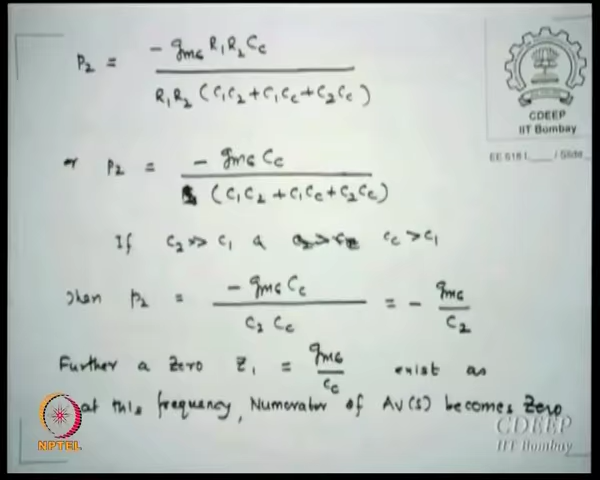 p₂ = - gm6 R₁R₂Cc / R₁R₂ (C₁C₂ + C₁Cc + C₂Cc)
CDEEP
IIT Bombay
EE 618 L____ / Slide
or p₂ = - gm6 Cc / (C₁C₂ + C₁Cc + C₂Cc)
If C₂ >> C₁ & Cc > C₁
Then p₂ = - gm6 Cc / C₂ Cc = - gm6 / C₂
Further a Zero Z₁ = gm6 / Cc exist as
at this frequency, Numerator of Av(s) becomes Zero
NPTEL
CDEEP
IIT Bombay